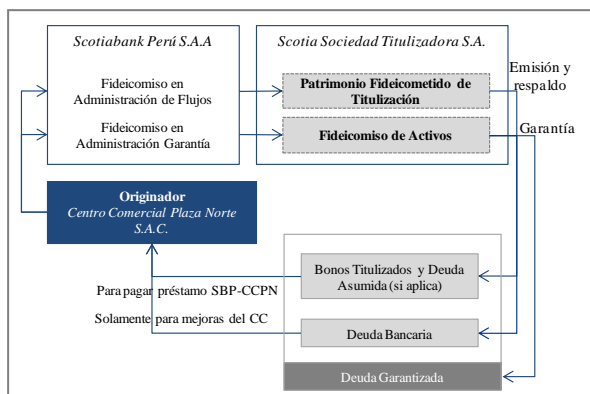 Scotiabank Perú S.A.A
Scotia Sociedad Titulizadora S.A.
Fideicomiso en
Administración de Flujos
Fideicomiso en
Administración Garantía
Patrimonio Fideicometido de
Titulización
Fideicomiso de Activos
Emisión y
respaldo
Garantía
Originador
Centro Comercial Plaza Norte
S.A.C.
Para pagar préstamo SBP-CCPN
Solamente para mejoras del CC
Bonos Titulizados y Deuda
Asumida (si aplica)
Deuda Bancaria
Deuda Garantizada